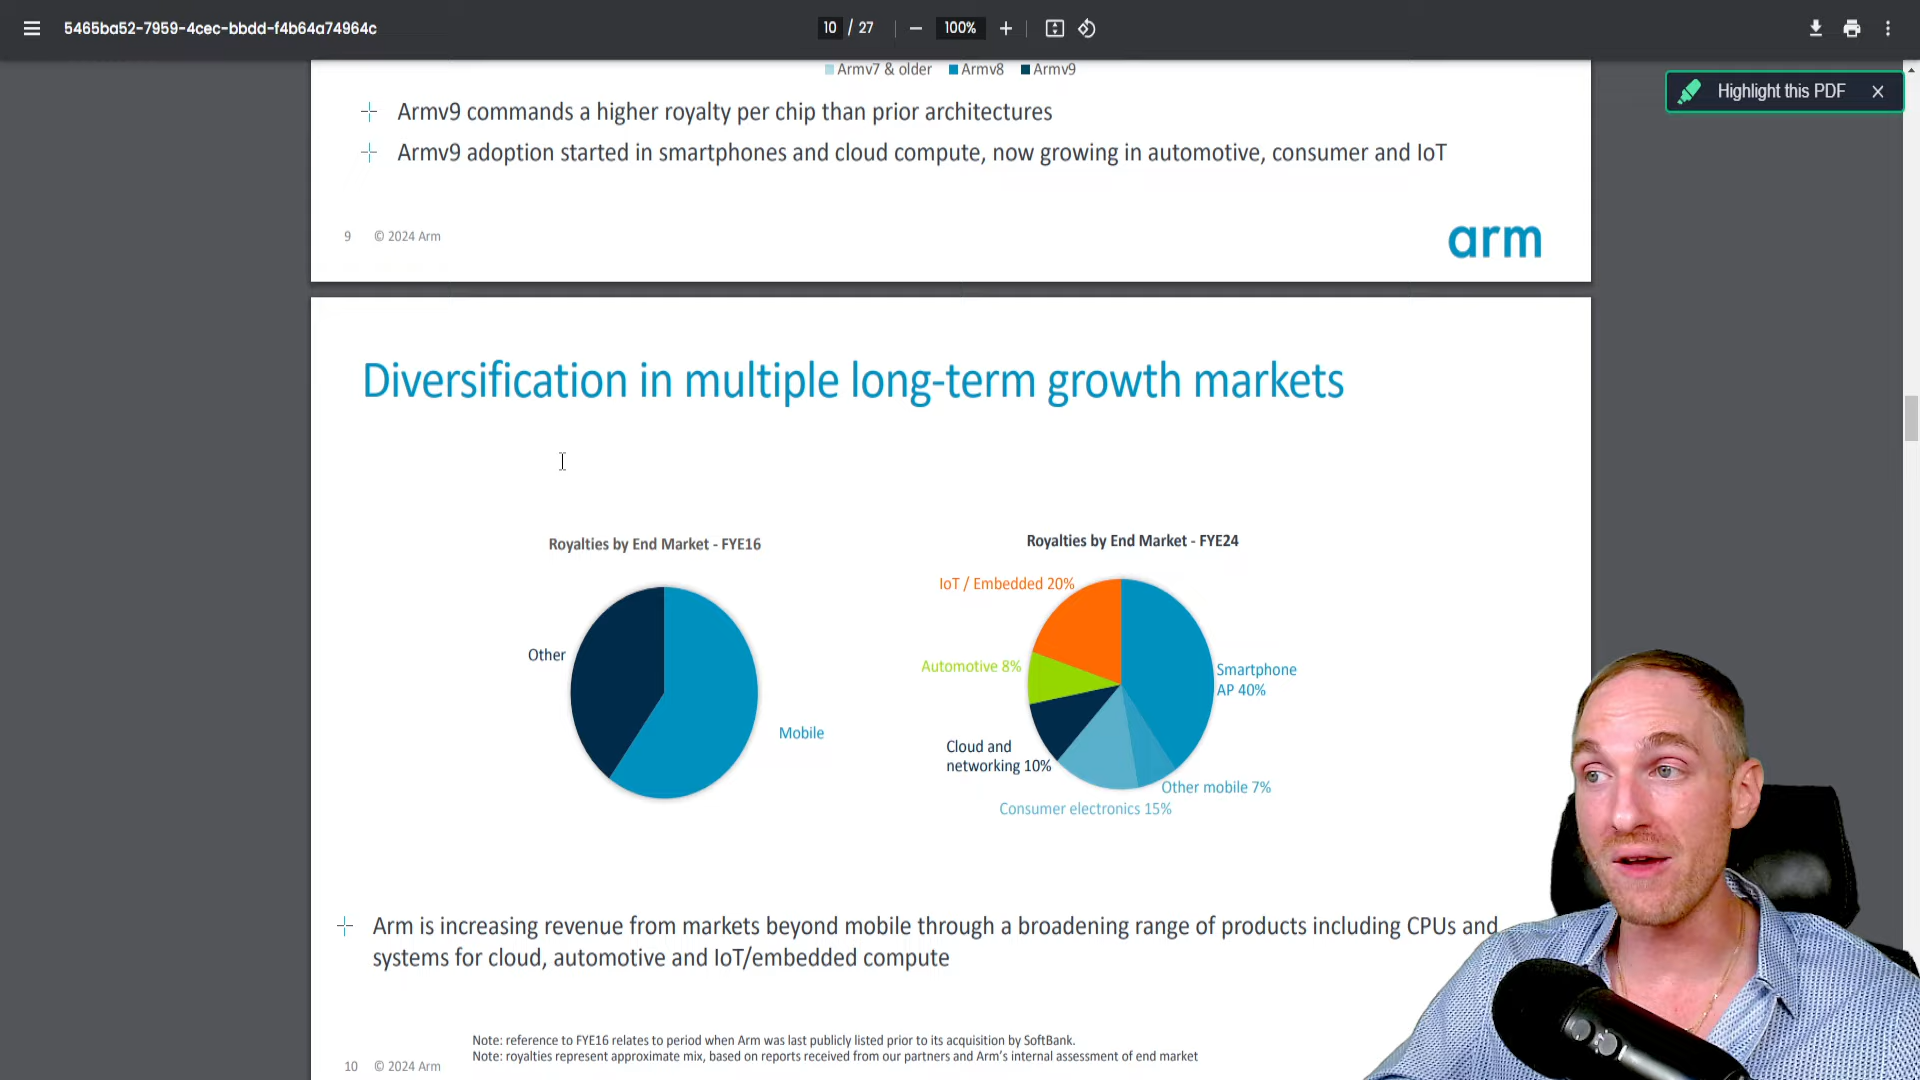 5465ba52-7959-4cec-bbdd-f4b64a74964c
10 / 27
100%
Highlight this PDF
Armv7 & older Armv8 Armv9
Armv9 commands a higher royalty per chip than prior architectures
Armv9 adoption started in smartphones and cloud compute, now growing in automotive, consumer and IoT
9 © 2024 Arm
arm
Diversification in multiple long-term growth markets
Royalties by End Market - FYE16
Other
Mobile
Royalties by End Market - FYE24
IoT / Embedded 20%
Automotive 8%
Smartphone
AP 40%
Cloud and
networking 10%
Other mobile 7%
Consumer electronics 15%
Arm is increasing revenue from markets beyond mobile through a broadening range of products including CPUs and
systems for cloud, automotive and IoT/embedded compute
Note: reference to FYE16 relates to period when Arm was last publicly listed prior to its acquisition by SoftBank.
Note: royalties represent approximate mix, based on reports received from our partners and Arm's internal assessment of end market
10 © 2024 Arm